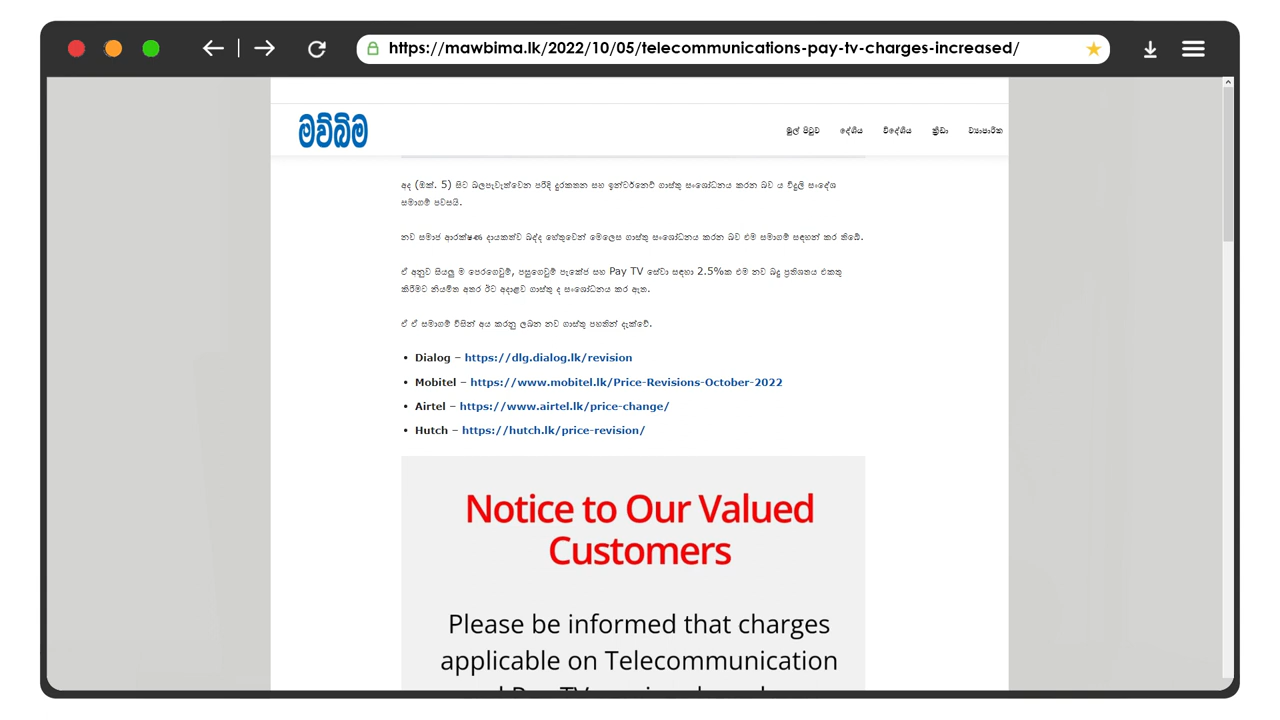 https://mawbima.lk/2022/10/05/telecommunications-pay-tv-charges-increased/
මව්බිම
මුල් පිටුව දේශීය විදේශීය ක්‍රීඩා ව්‍යාපාරික
අද (ඔක්. 5) සිට බලපැවැත්වෙන පරිදි දුරකතන සහ ඉන්ටර්නෙට් ගාස්තු සංශෝධනය කරන බව ය විදුලි සංදේශ
සමාගම් පවසයි.
නව සමාජ ආරක්ෂණ දායකත්ව බද්ද හේතුවෙන් මෙලෙස ගාස්තු සංශෝධනය කරන බව එම සමාගම් සඳහන් කර තිබේ.
ඒ අනුව සියලු ම පෙරගෙවුම්, පසුගෙවුම් පැකේජ සහ Pay TV සේවා සඳහා 2.5%ක එම නව බදු ප්‍රතිශතය එකතු
කිරීමට නියමිත අතර ඊට අදාළව ගාස්තු ද සංශෝධනය කර ඇත.
ඒ ඒ සමාගම් විසින් අය කරනු ලබන නව ගාස්තු පහතින් දැක්වේ.
• Dialog – https://dlg.dialog.lk/revision
• Mobitel – https://www.mobitel.lk/Price-Revisions-October-2022
• Airtel – https://www.airtel.lk/price-change/
• Hutch – https://hutch.lk/price-revision/
Notice to Our Valued
Customers
Please be informed that charges
applicable on Telecommunication